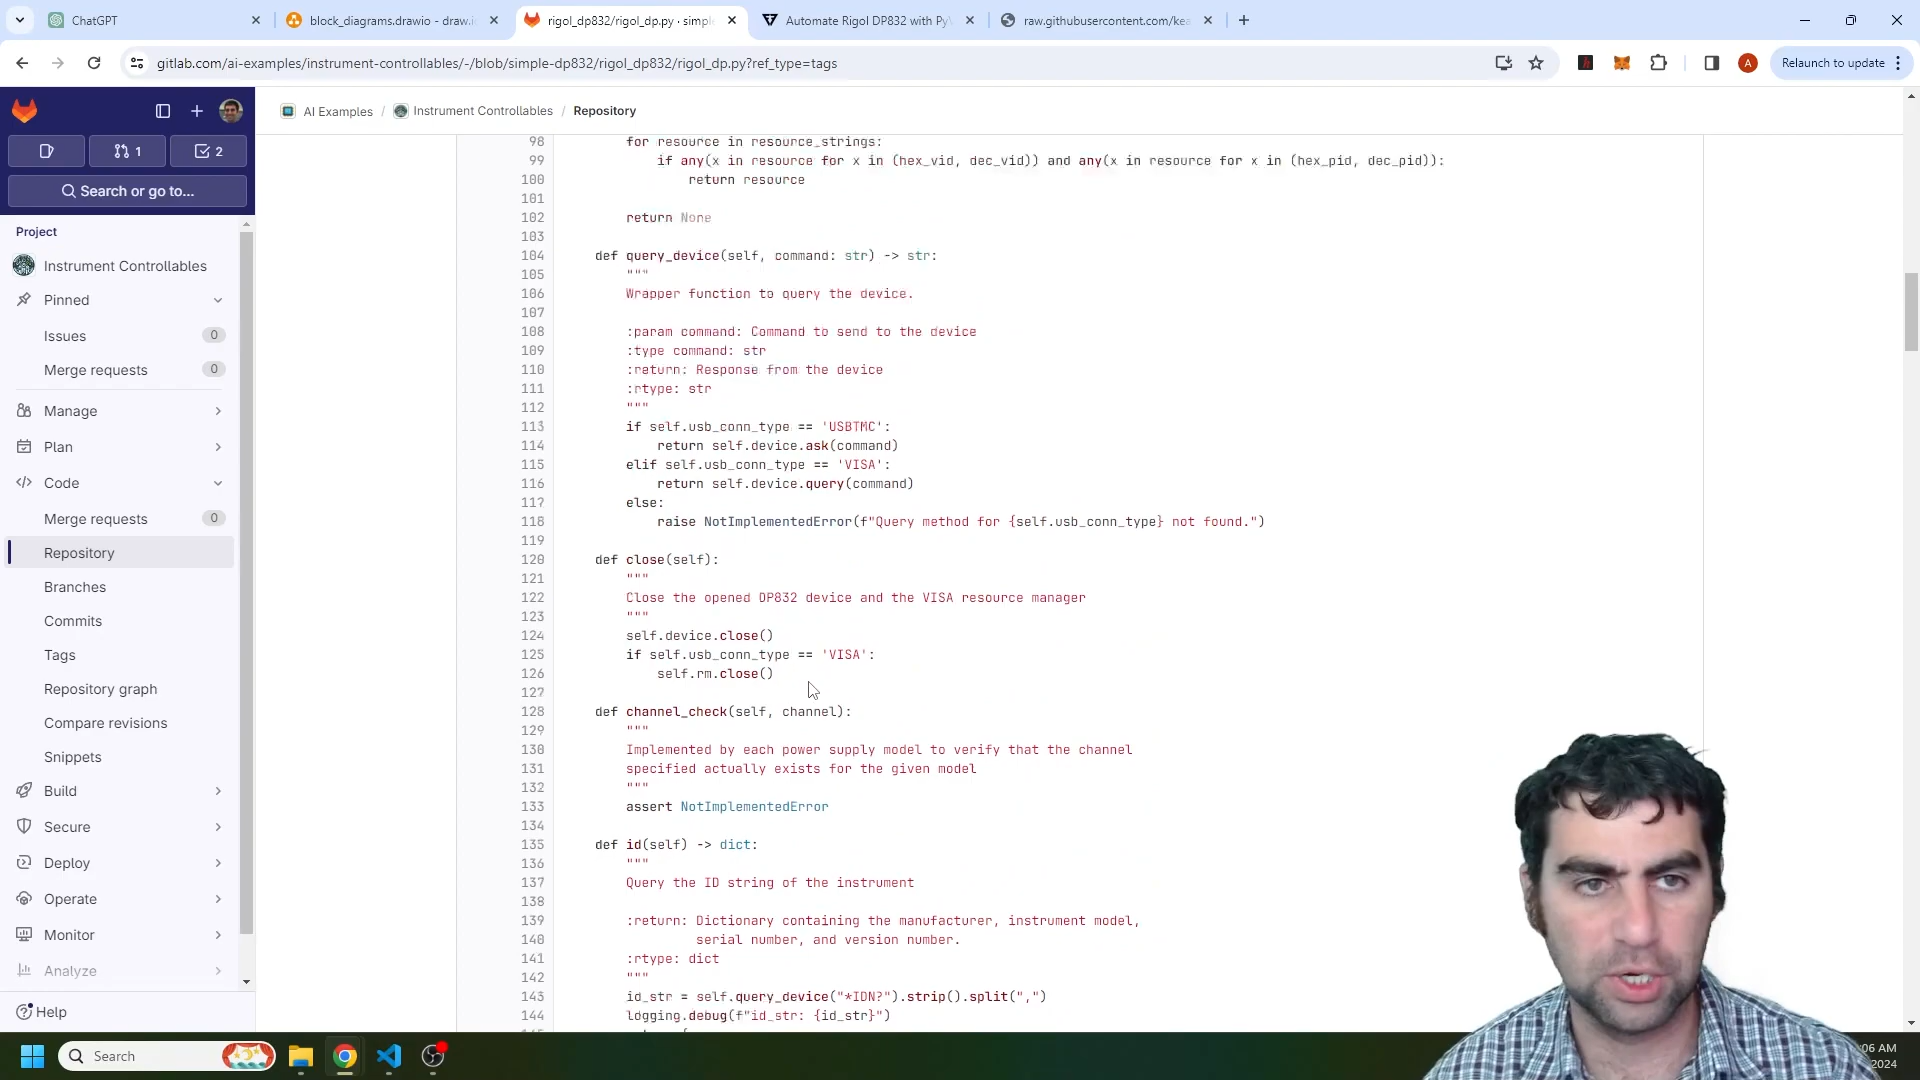 ChatGPT
block_diagrams.drawio - draw.i
rigol_dp832/rigol_dp.py · simple
Automate Rigol DP832 with PyV
raw.githubusercontent.com/kea
gitlab.com/ai-examples/instrument-controllables/-/blob/simple-dp832/rigol_dp832/rigol_dp.py?ref_type=tags
A
Relaunch to update
AI Examples / Instrument Controllables / Repository
1
2
Search or go to...
Project
Instrument Controllables
Pinned
Issues 0
Merge requests 0
Manage
Plan
Code
Merge requests 0
Repository
Branches
Commits
Tags
Repository graph
Compare revisions
Snippets
Build
Secure
Deploy
Operate
Monitor
Analyze
Help
98 for resource in resource_strings:
99 if any(x in resource for x in (hex_vid, dec_vid)) and any(x in resource for x in (hex_pid, dec_pid)):
100 return resource
101
102 return None
103
104 def query_device(self, command: str) -> str:
105 """
106 Wrapper function to query the device.
107
108 :param command: Command to send to the device
109 :type command: str
110 :return: Response from the device
111 :rtype: str
112 """
113 if self.usb_conn_type == 'USBTMC':
114 return self.device.ask(command)
115 elif self.usb_conn_type == 'VISA':
116 return self.device.query(command)
117 else:
118 raise NotImplementedError(f"Query method for {self.usb_conn_type} not found.")
119
120 def close(self):
121 """
122 Close the opened DP832 device and the VISA resource manager
123 """
124 self.device.close()
125 if self.usb_conn_type == 'VISA':
126 self.rm.close()
127
128 def channel_check(self, channel):
129 """
130 Implemented by each power supply model to verify that the channel
131 specified actually exists for the given model
132 """
133 assert NotImplementedError
134
135 def id(self) -> dict:
136 """
137 Query the ID string of the instrument
138
139 :return: Dictionary containing the manufacturer, instrument model,
140 serial number, and version number.
141 :rtype: dict
142 """
143 id_str = self.query_device("*IDN?").strip().split(",")
144 logging.debug(f"id_str: {id_str}")
Search
:06 AM
2024